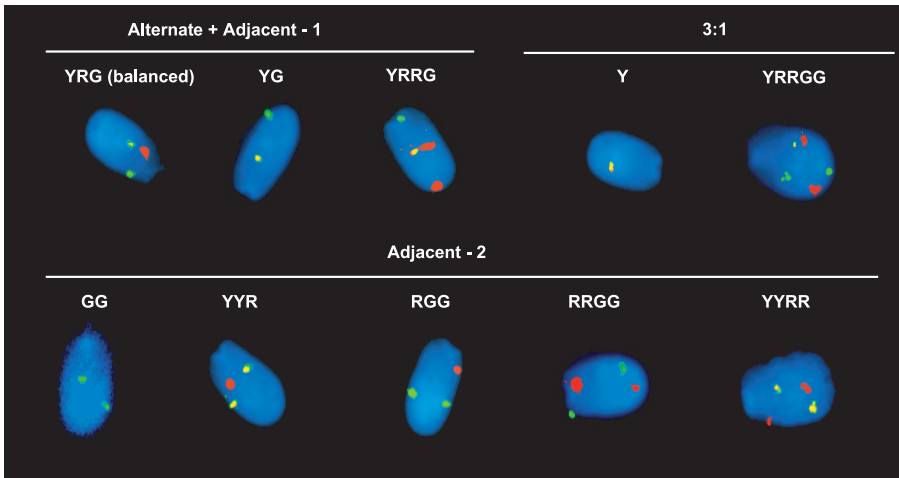 Alternate + Adjacent - 1
3:1
YRG (balanced)
YG
YRRG
Y
YRRGG
Adjacent - 2
GG
YYR
RGG
RRGG
YYRR